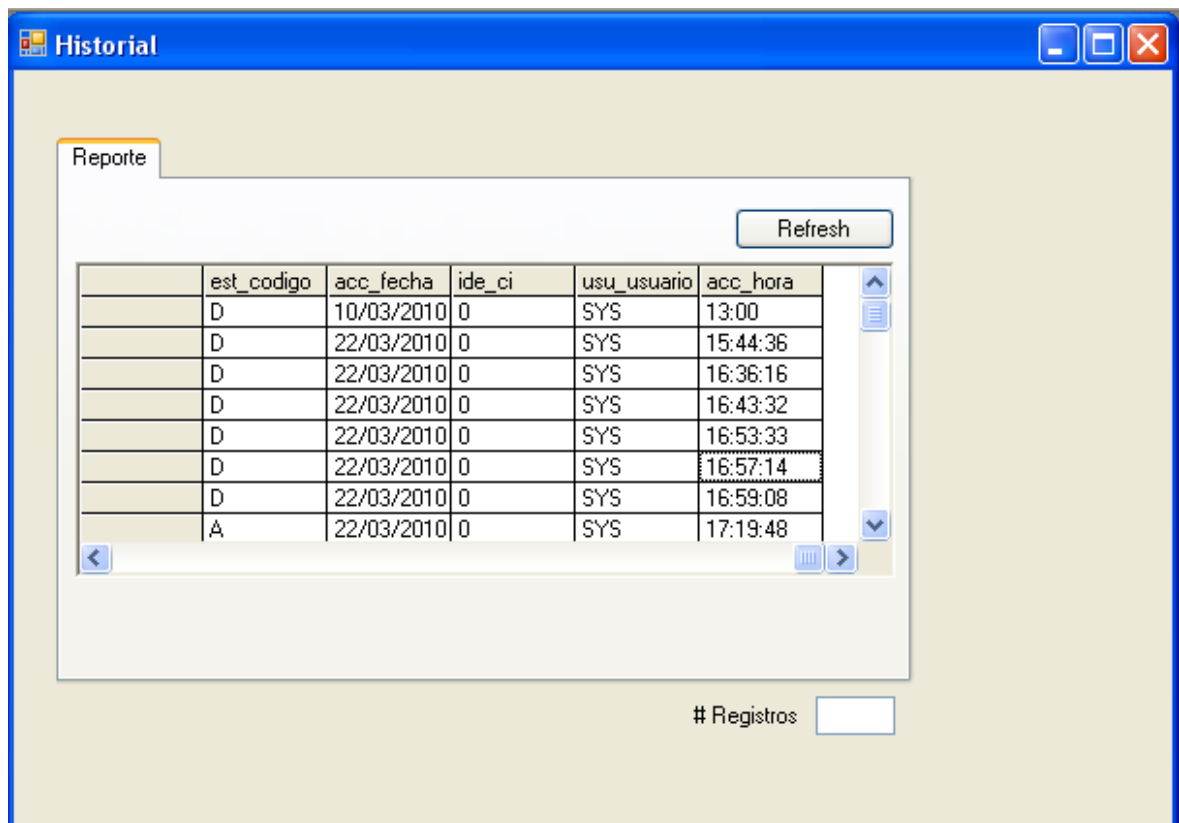 Historial
Reporte
Refresh
est_codigo acc_fecha ide_ci usu_usuario acc_hora
D 10/03/2010 0 SYS 13:00
D 22/03/2010 0 SYS 15:44:36
D 22/03/2010 0 SYS 16:36:16
D 22/03/2010 0 SYS 16:43:32
D 22/03/2010 0 SYS 16:53:33
D 22/03/2010 0 SYS 16:57:14
D 22/03/2010 0 SYS 16:59:08
A 22/03/2010 0 SYS 17:19:48
# Registros